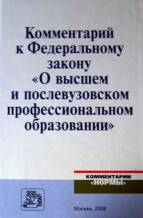 Комментарий
к Федеральному
закону
«О высшем
и послевузовском
профессиональном
образовании»
КОММЕНТАРИИ
«НОРМЫ»
Москва, 2008